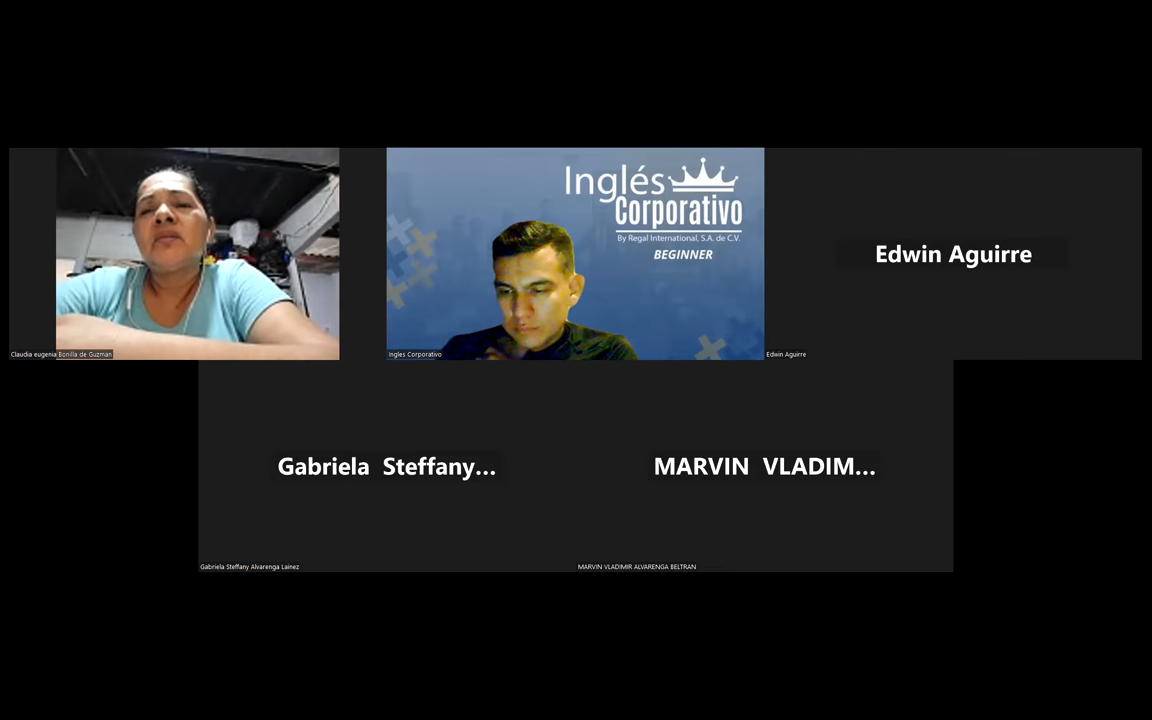 Inglés
Corporativo
By Regal International, S.A. de C.V.
BEGINNER
Claudia eugenia Bonilla de Guzman
Ingles Corporativo
Edwin Aguirre
Edwin Aguirre
Gabriela Steffany...
MARVIN VLADIM...
Gabriela Steffany Alvarenga Lainez
MARVIN VLADIMIR ALVARENGA BELTRAN